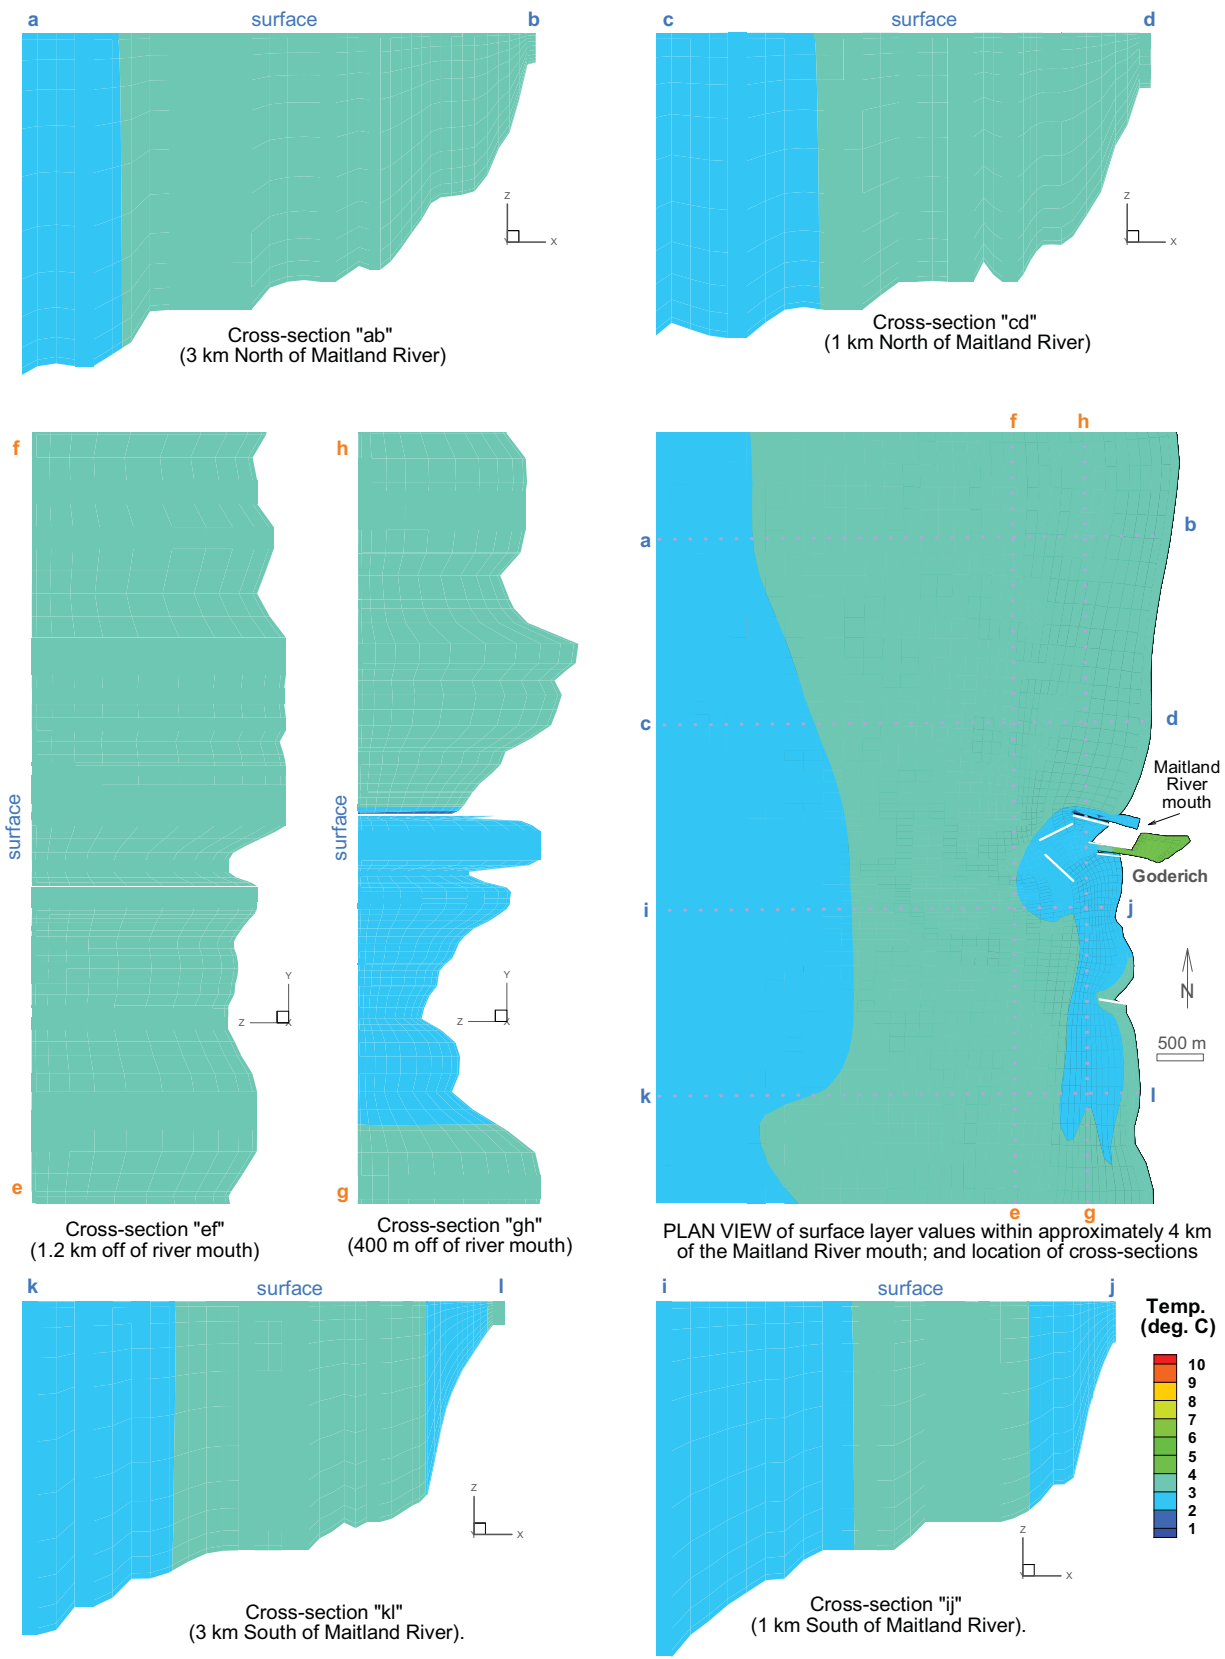 a surface b
c surface d
z
x
Y
z
x
Y
Cross-section "ab"
(3 km North of Maitland River)
Cross-section "cd"
(1 km North of Maitland River)
f
surface
e
Y
Z
X
Cross-section "ef"
(1.2 km off of river mouth)
h
surface
g
Y
Z
X
Cross-section "gh"
(400 m off of river mouth)
f h
a b
c d
Maitland
River
mouth
Goderich
i j
N
500 m
k l
e g
PLAN VIEW of surface layer values within approximately 4 km
of the Maitland River mouth; and location of cross-sections
k surface l
z
x
Y
Cross-section "kl"
(3 km South of Maitland River).
i surface j
z
x
Y
Cross-section "ij"
(1 km South of Maitland River).
Temp.
(deg. C)
10
9
8
7
6
5
4
3
2
1